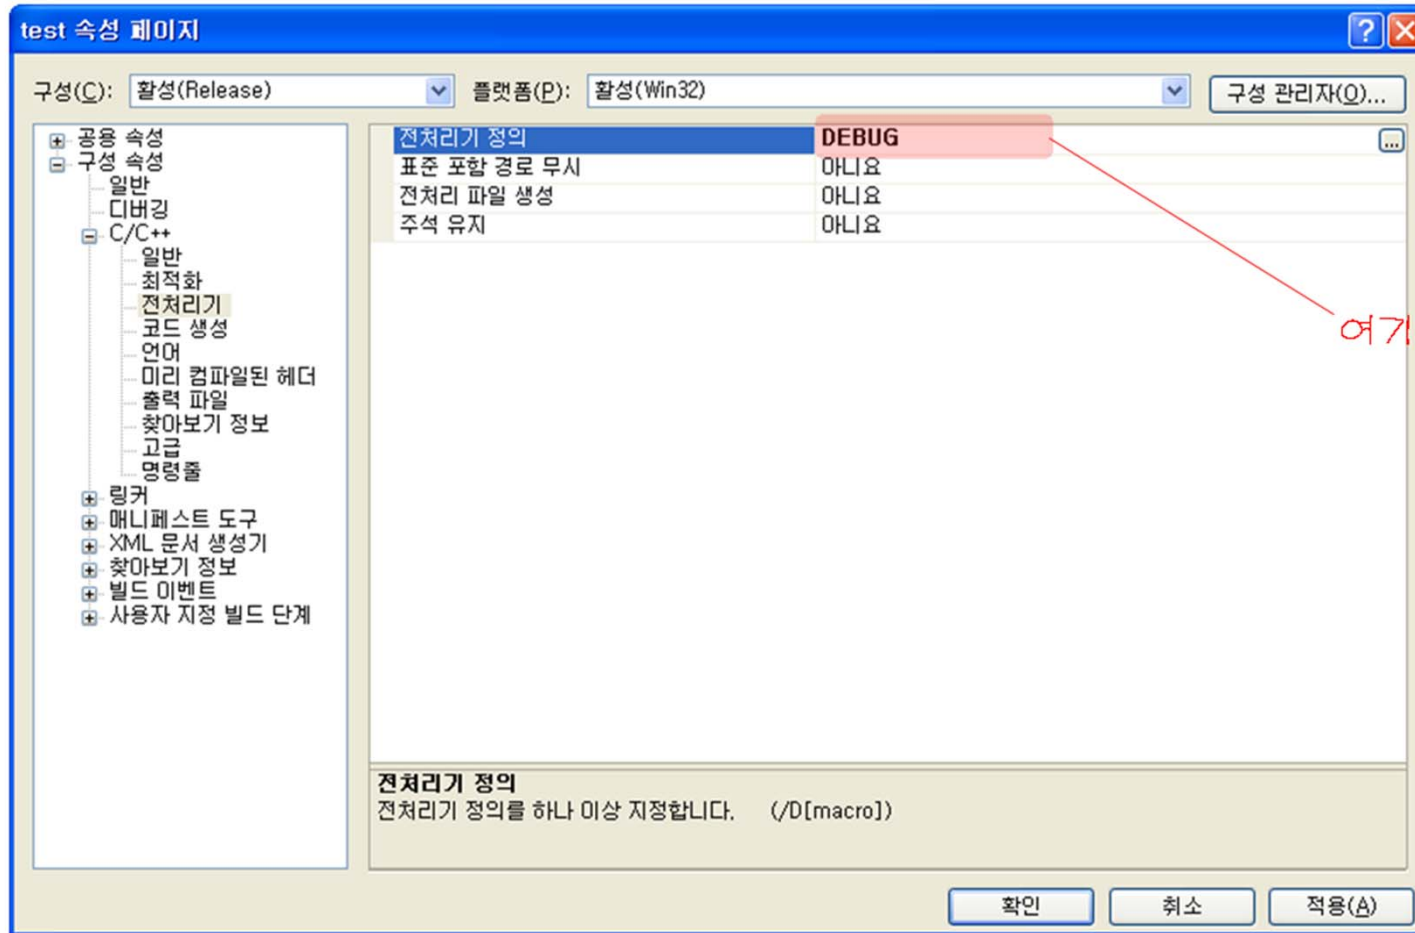 test 속성 페이지
구성(C): 활성(Release) 플랫폼(P): 활성(Win32) 구성 관리자(O)...
공용 속성
구성 속성
일반
디버깅
C/C++
일반
최적화
전처리기
코드 생성
언어
미리 컴파일된 헤더
출력 파일
찾아보기 정보
고급
명령줄
링커
매니페스트 도구
XML 문서 생성기
찾아보기 정보
빌드 이벤트
사용자 지정 빌드 단계
전처리기 정의 DEBUG ...
표준 포함 경로 무시 아니요
전처리 파일 생성 아니요
주석 유지 아니요
여기
전처리기 정의
전처리기 정의를 하나 이상 지정합니다. (/D[macro])
확인 취소 적용(A)